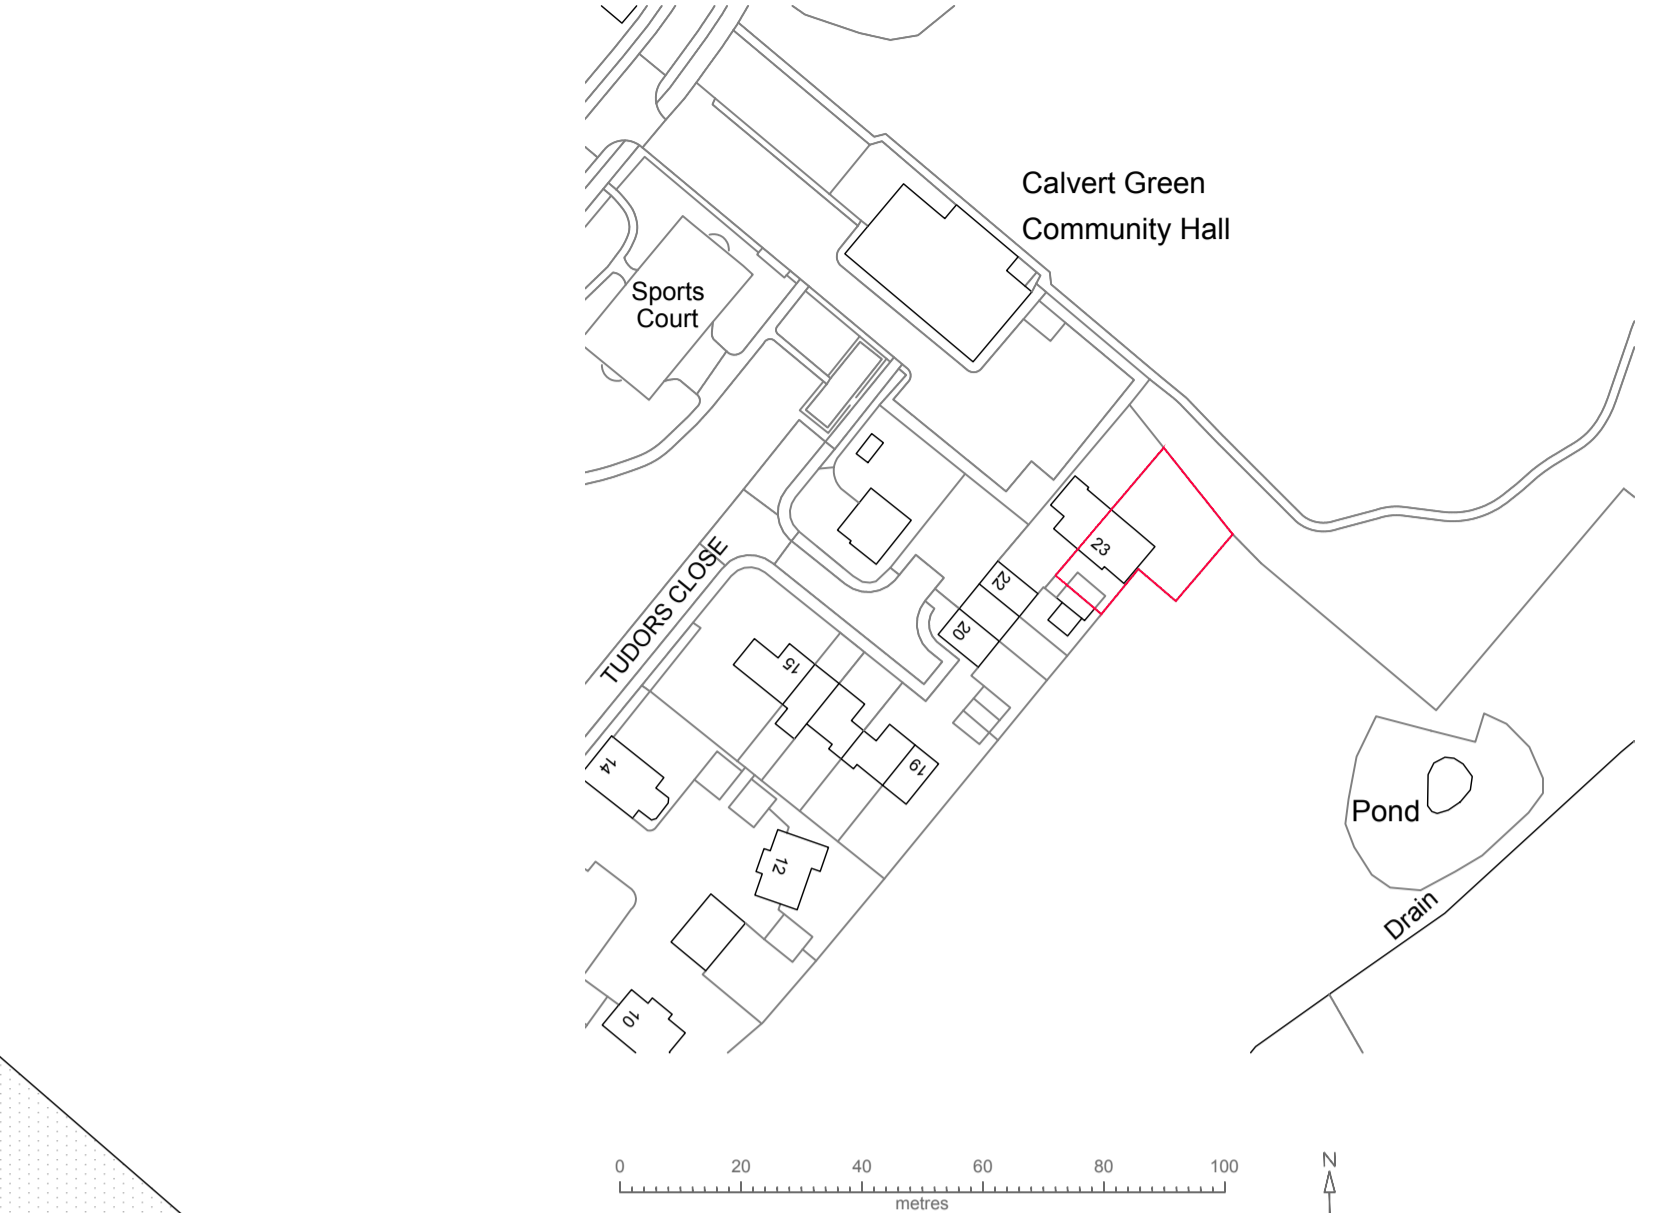 Calvert Green
Community Hall
Sports
Court
TUDORS CLOSE
23
22
20
15
19
14
12
10
Pond
Drain
0 20 40 60 80 100
metres
N